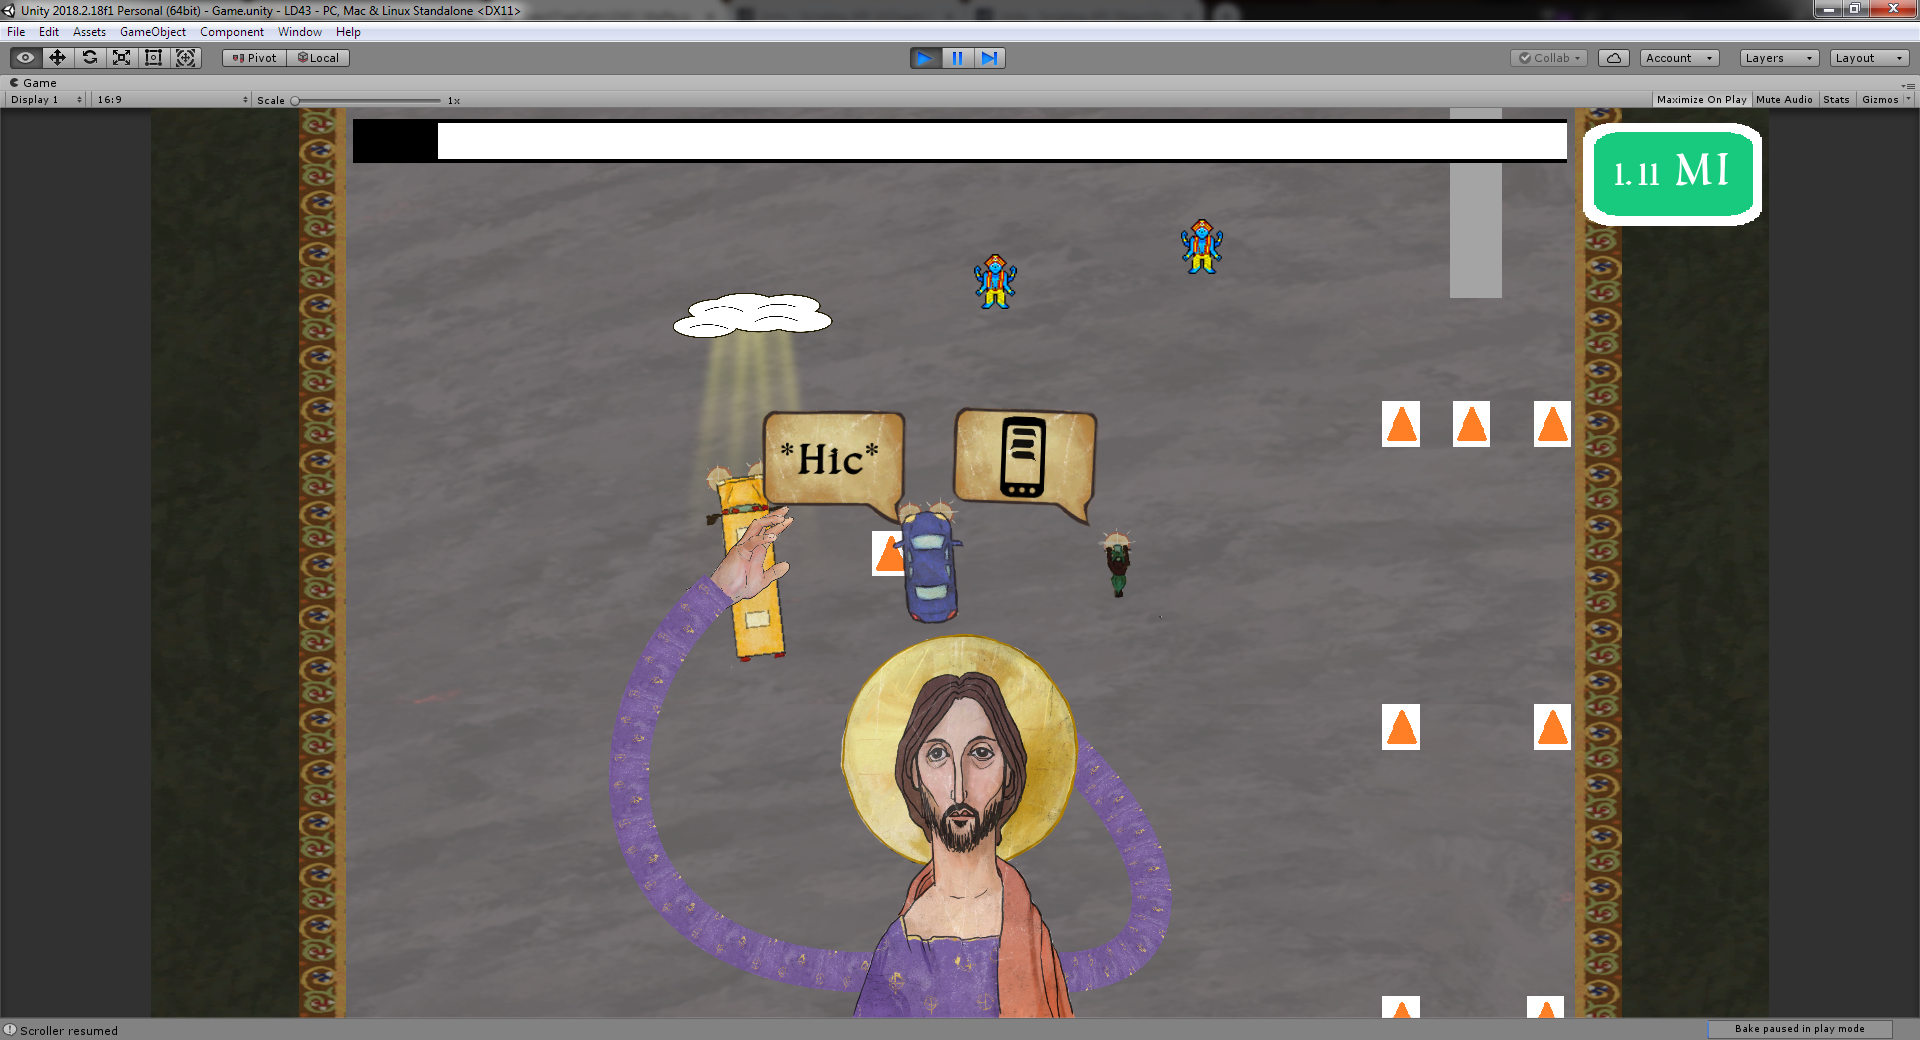 Unity 2018.2.18f1 Personal (64bit) - Game.unity - LD43 - PC, Mac & Linux Standalone <DX11>
File Edit Assets GameObject Component Window Help
Pivot Local Collab Account Layers Layout
Game
Display 1 16:9 Scale 1x Maximize On Play Mute Audio Stats Gizmos
1.11 MI
*Hic*
Scroller resumed
Bake paused in play mode